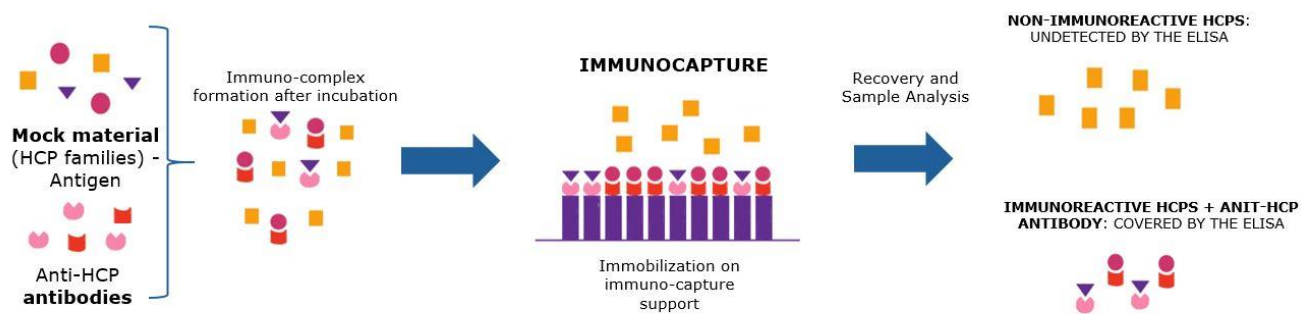 Mock material
(HCP families) -
Antigen
Anti-HCP
antibodies
Immuno-complex
formation after incubation
IMMUNOCAPTURE
Immobilization on
immuno-capture
support
Recovery and
Sample Analysis
NON-IMMUNOREACTIVE HCPS:
UNDETECTED BY THE ELISA
IMMUNOREACTIVE HCPS + ANIT-HCP
ANTIBODY: COVERED BY THE ELISA